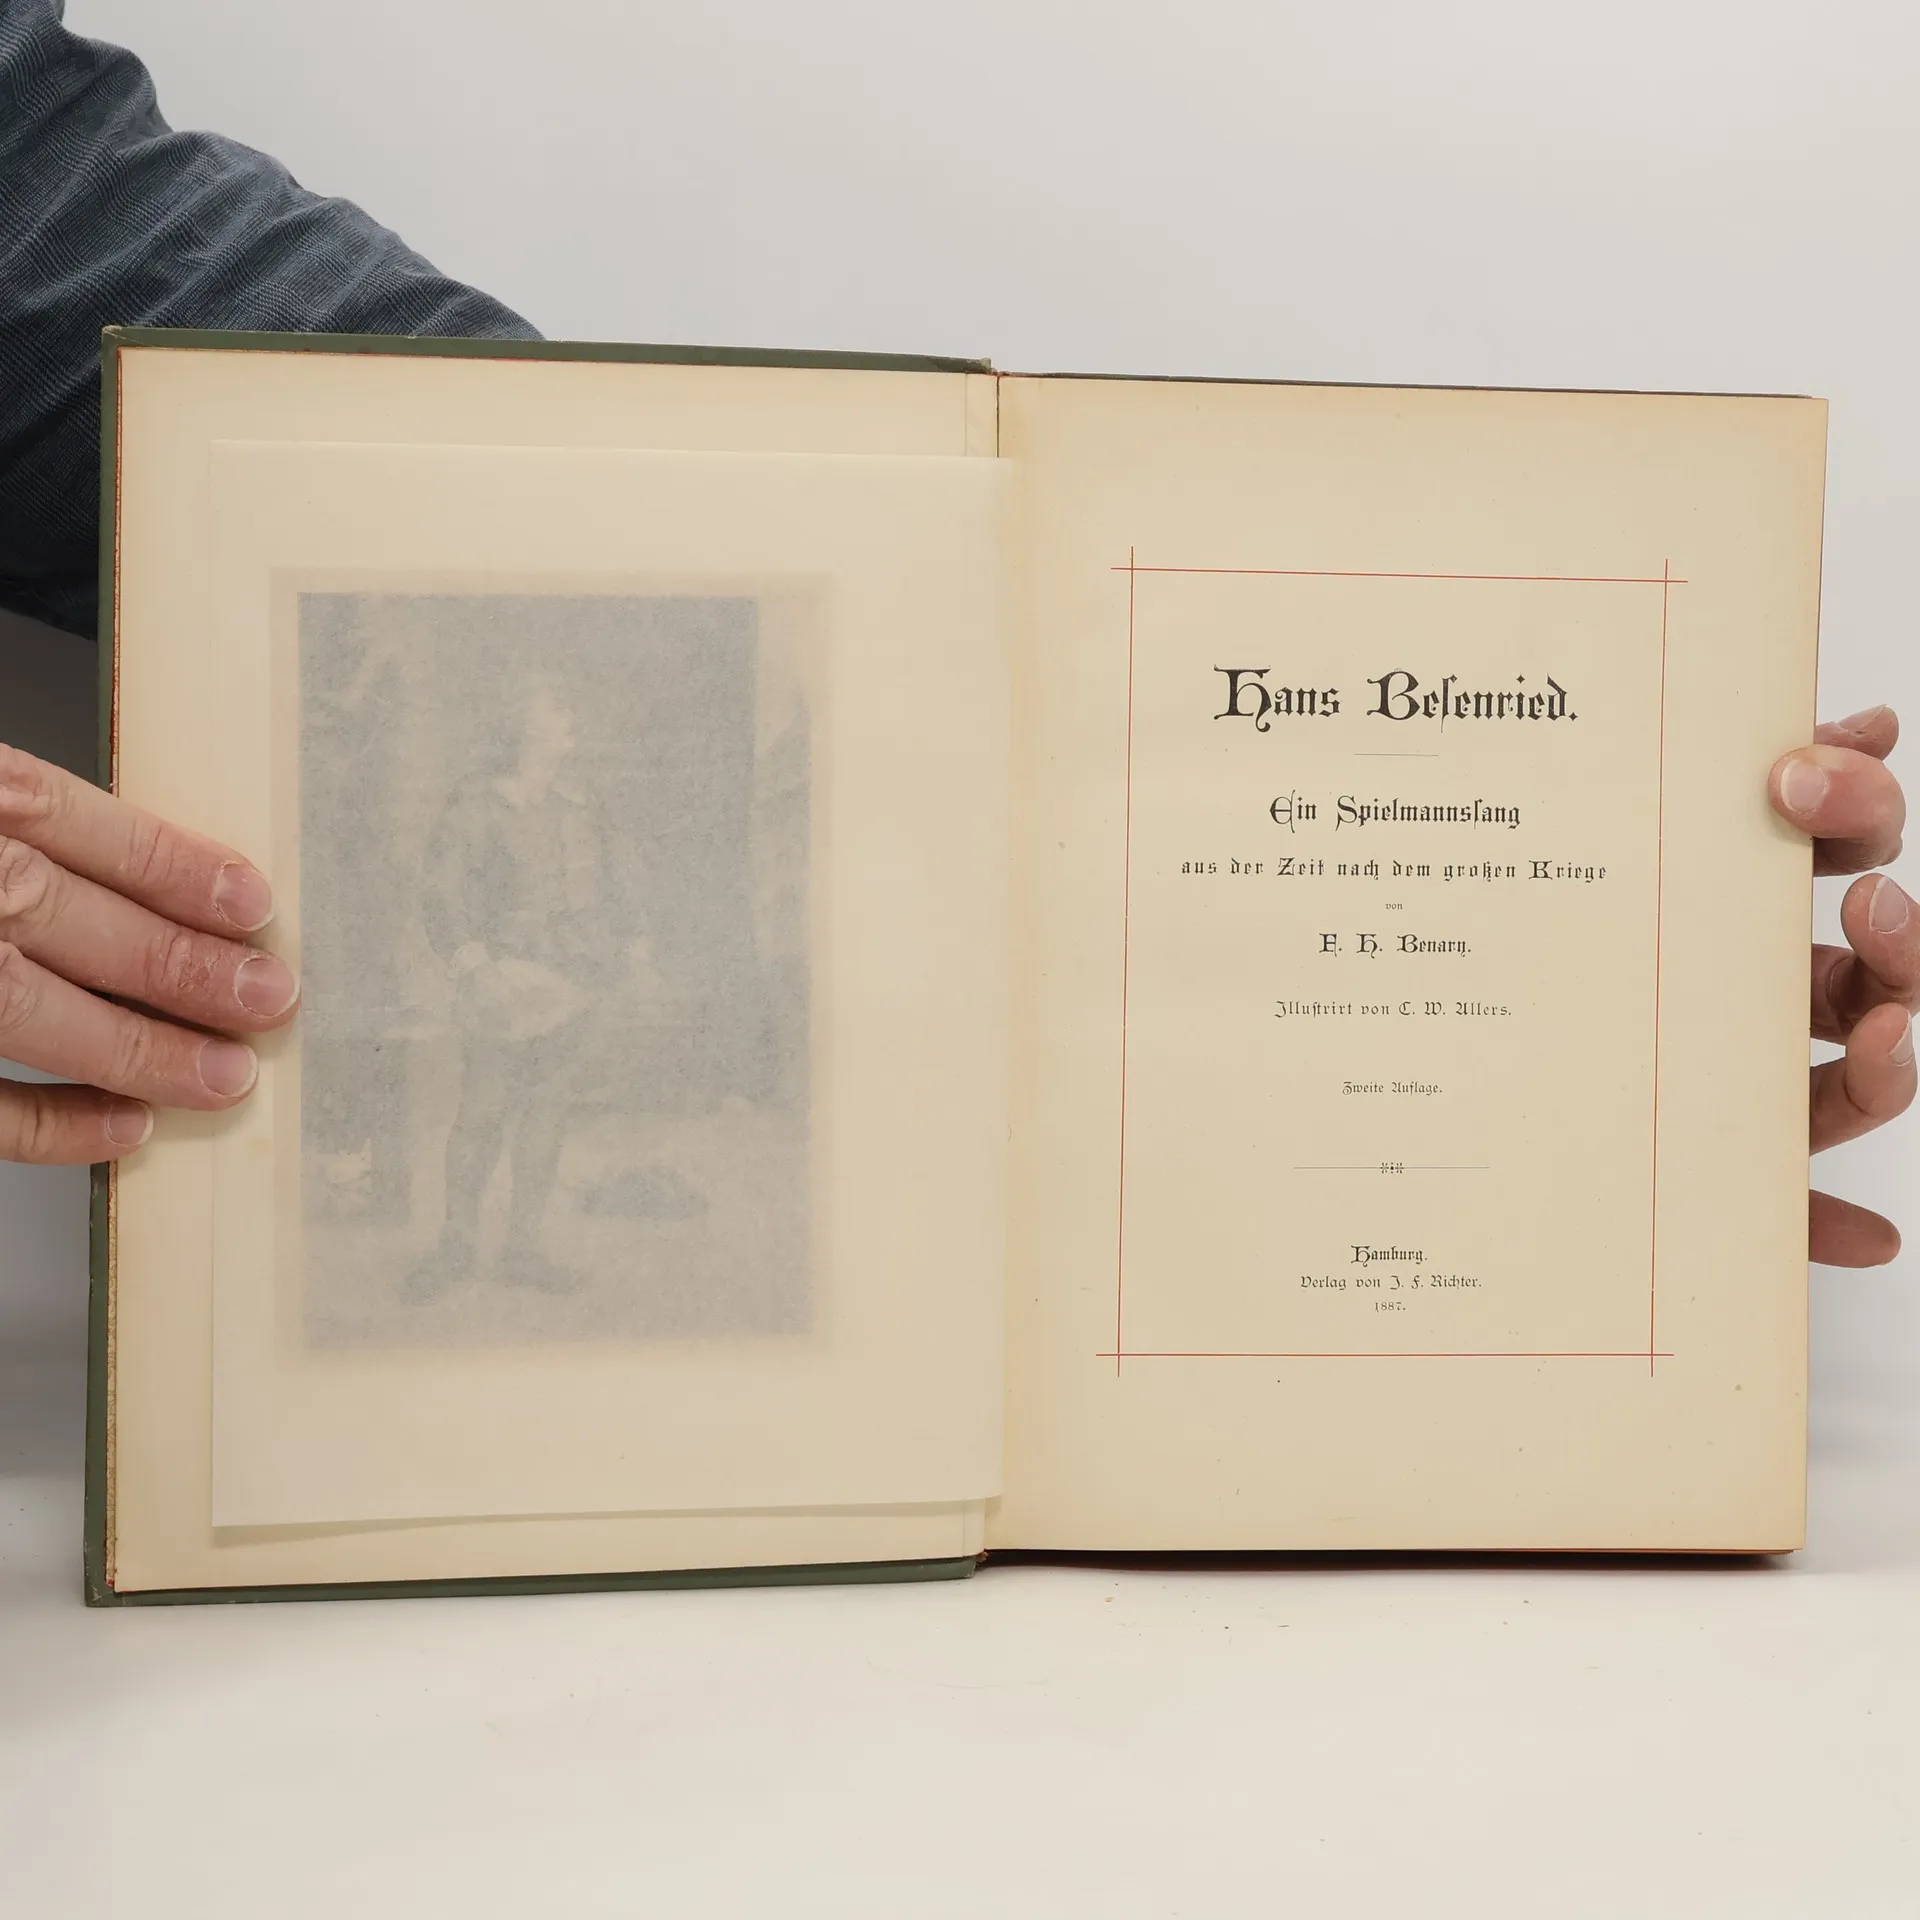 Hans Beſenried.
Ein Spielmannsſang
aus der Zeit nach dem großen Kriege
von
F. H. Benary.
Illuſtrirt von C. W. Allers.
Zweite Auflage.
Hamburg.
Verlag von J. F. Richter.
1887.